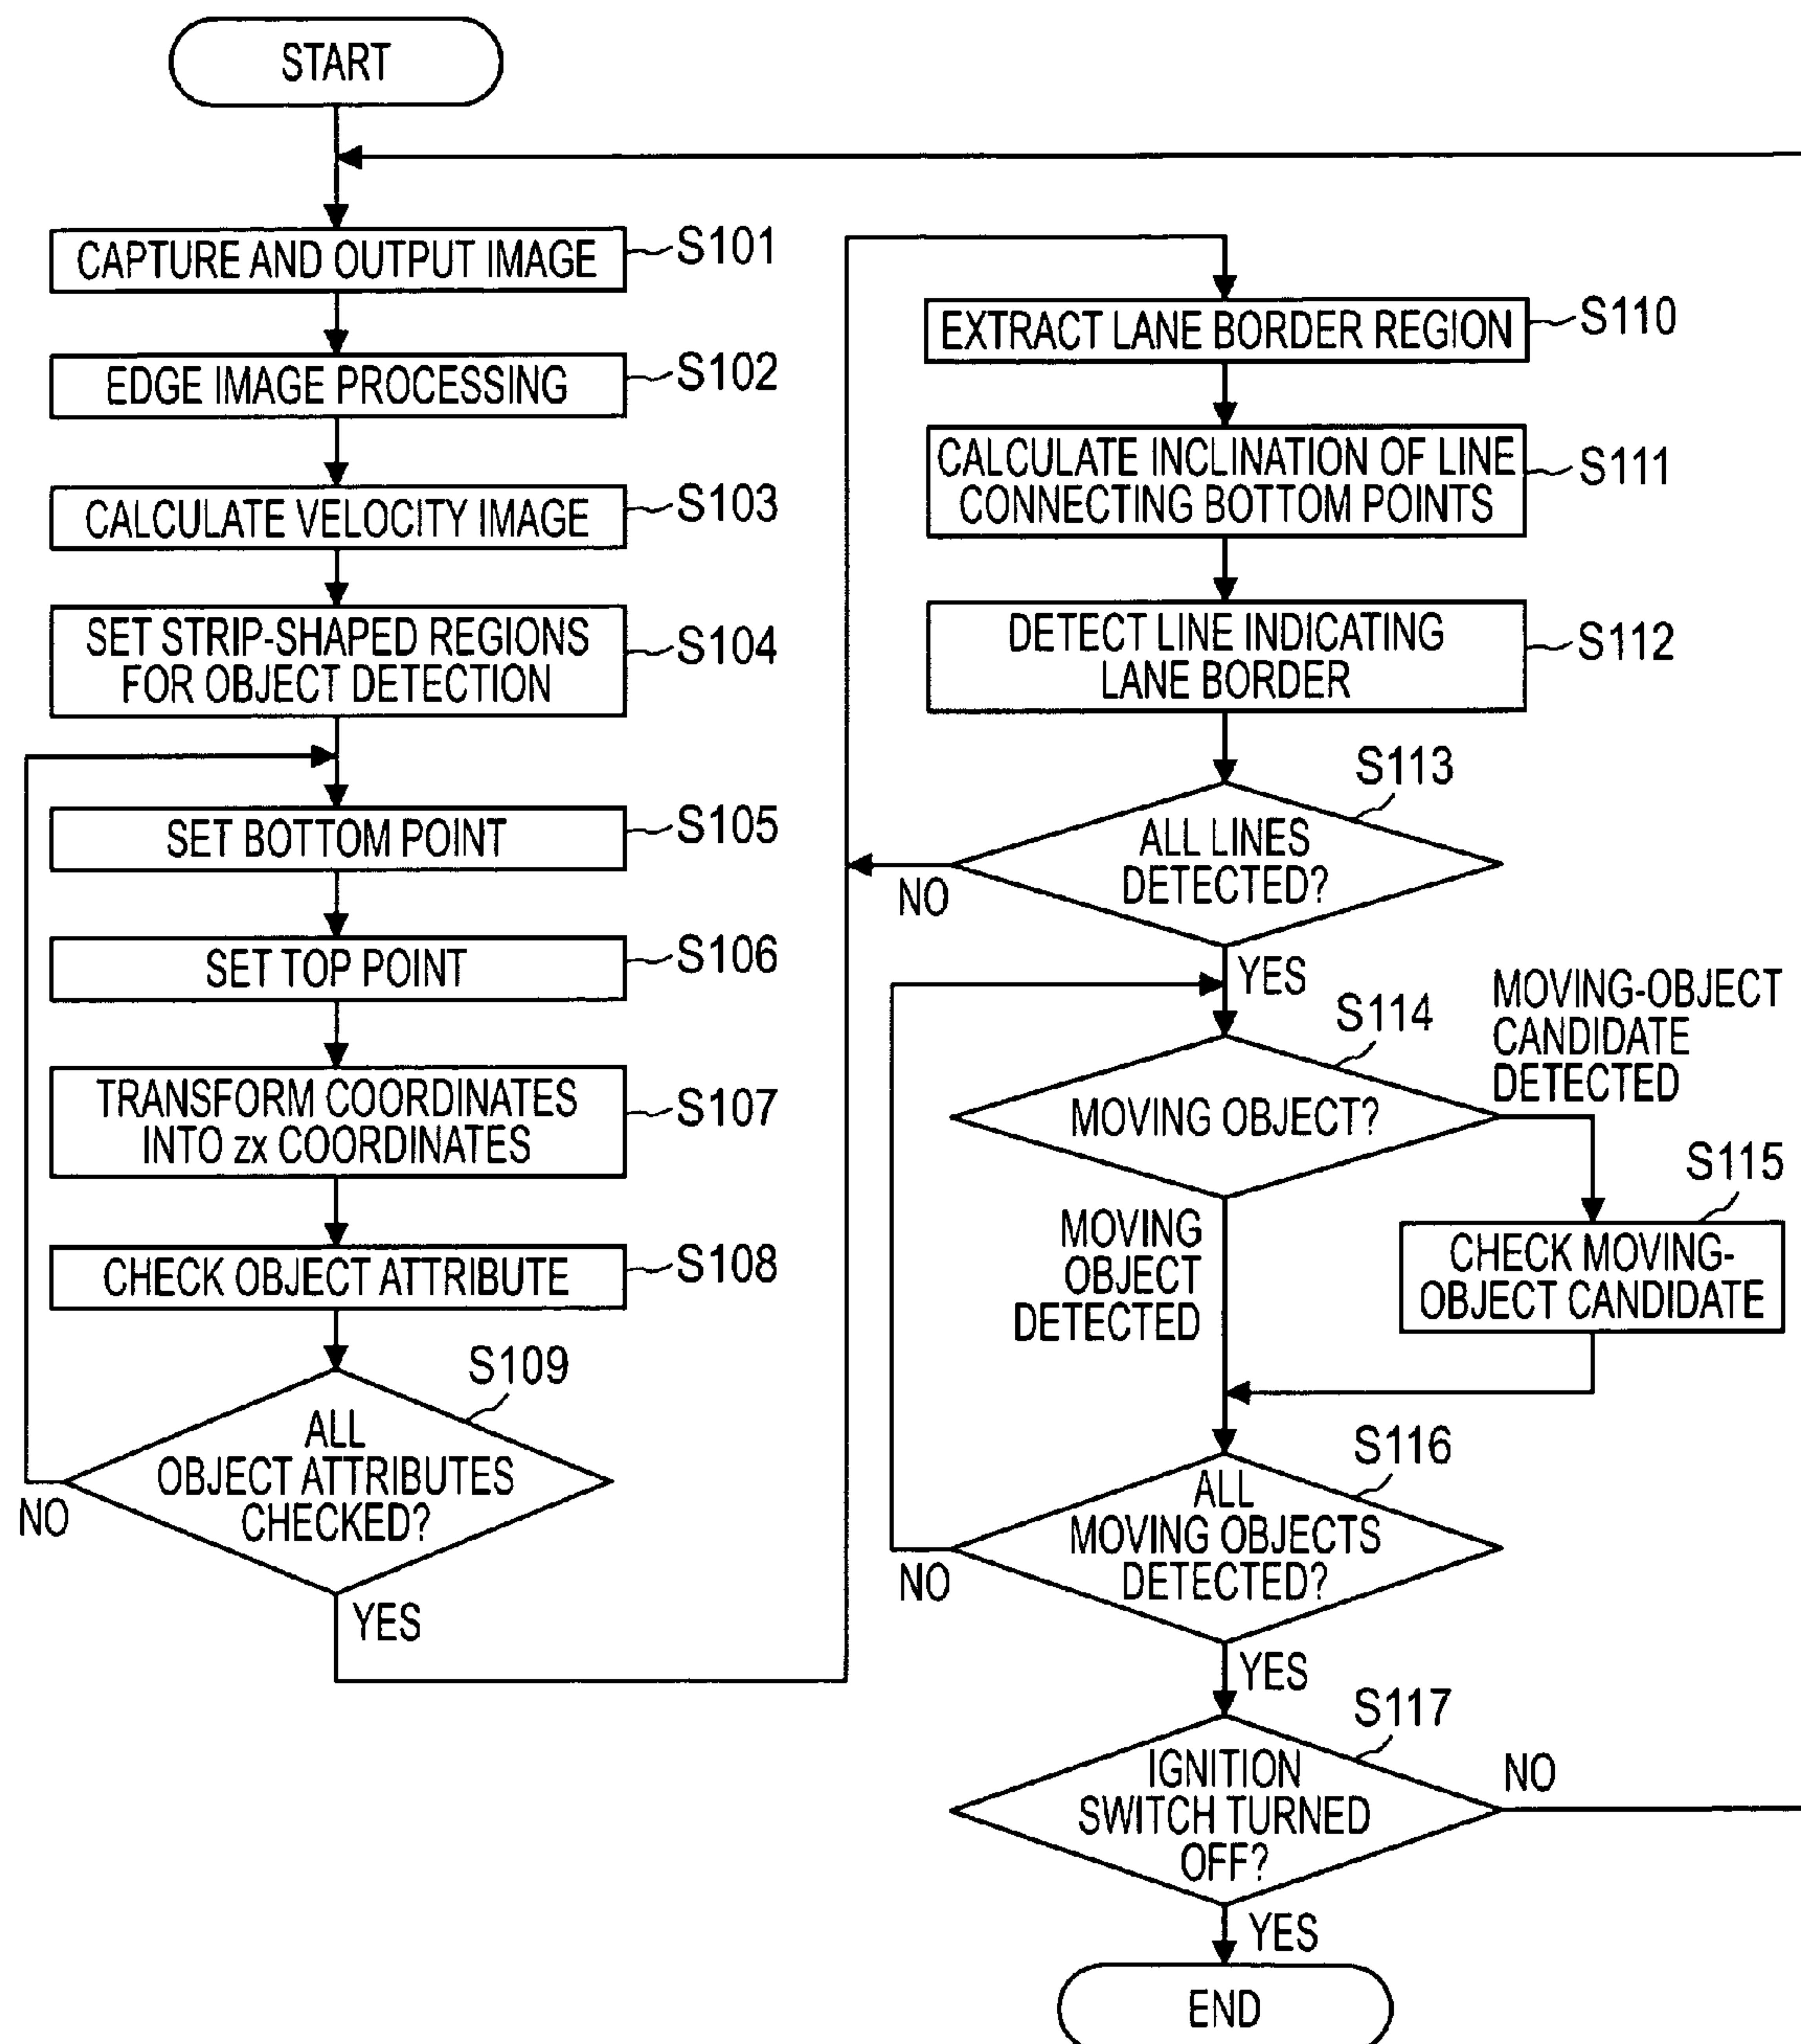 START
CAPTURE AND OUTPUT IMAGE
S101
EDGE IMAGE PROCESSING
S102
CALCULATE VELOCITY IMAGE
S103
SET STRIP-SHAPED REGIONS
FOR OBJECT DETECTION
S104
SET BOTTOM POINT
S105
SET TOP POINT
S106
TRANSFORM COORDINATES
INTO zx COORDINATES
S107
CHECK OBJECT ATTRIBUTE
S108
S109
ALL
OBJECT ATTRIBUTES
CHECKED?
NO
YES
EXTRACT LANE BORDER REGION
S110
CALCULATE INCLINATION OF LINE
CONNECTING BOTTOM POINTS
S111
DETECT LINE INDICATING
LANE BORDER
S112
S113
ALL LINES
DETECTED?
NO
YES
S114
MOVING OBJECT?
MOVING-OBJECT
CANDIDATE
DETECTED
S115
CHECK MOVING-
OBJECT CANDIDATE
MOVING
OBJECT
DETECTED
S116
ALL
MOVING OBJECTS
DETECTED?
NO
YES
S117
IGNITION
SWITCH TURNED
OFF?
NO
YES
END